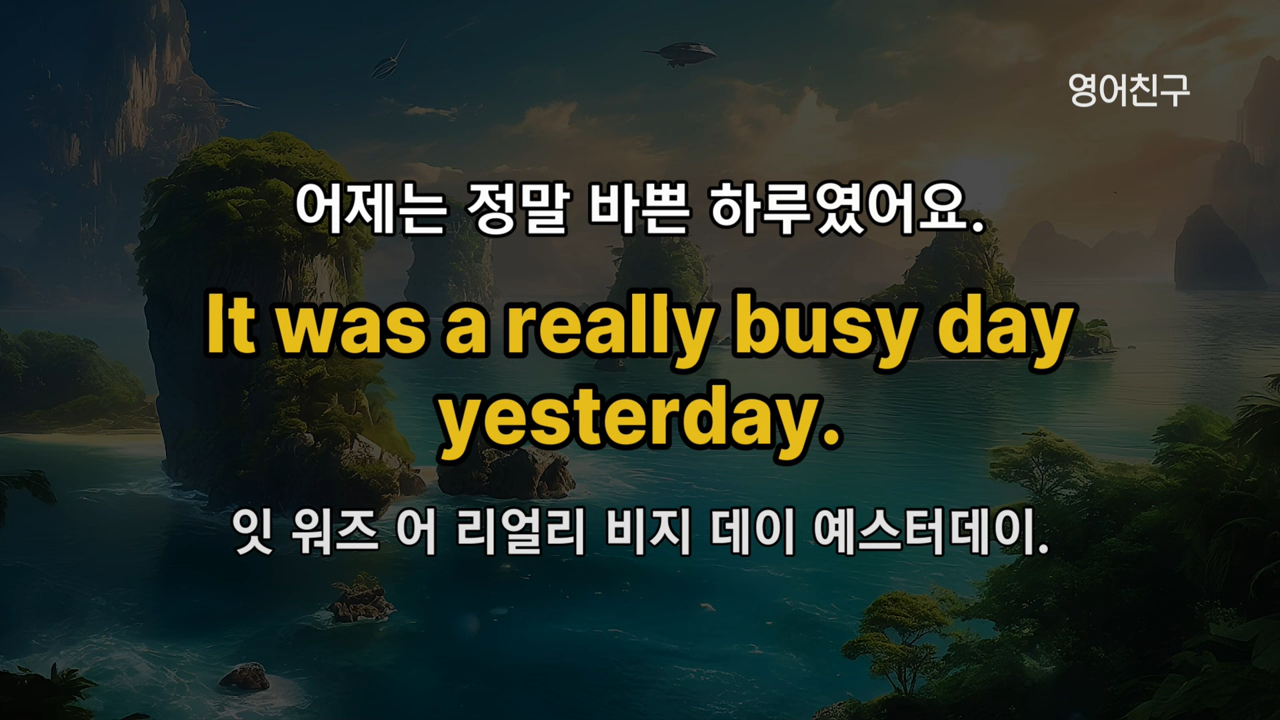 영어친구
어제는 정말 바쁜 하루였어요.
It was a really busy day
yesterday.
잇 워즈 어 리얼리 비지 데이 예스터데이.